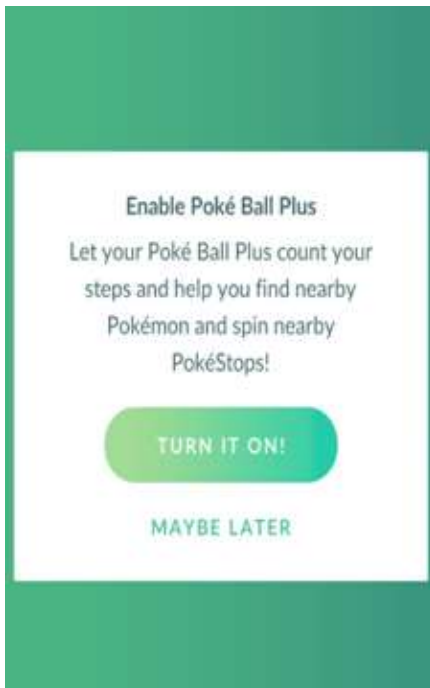 Enable Poké Ball Plus
Let your Poké Ball Plus count your
steps and help you find nearby
Pokémon and spin nearby
PokéStops!
TURN IT ON!
MAYBE LATER